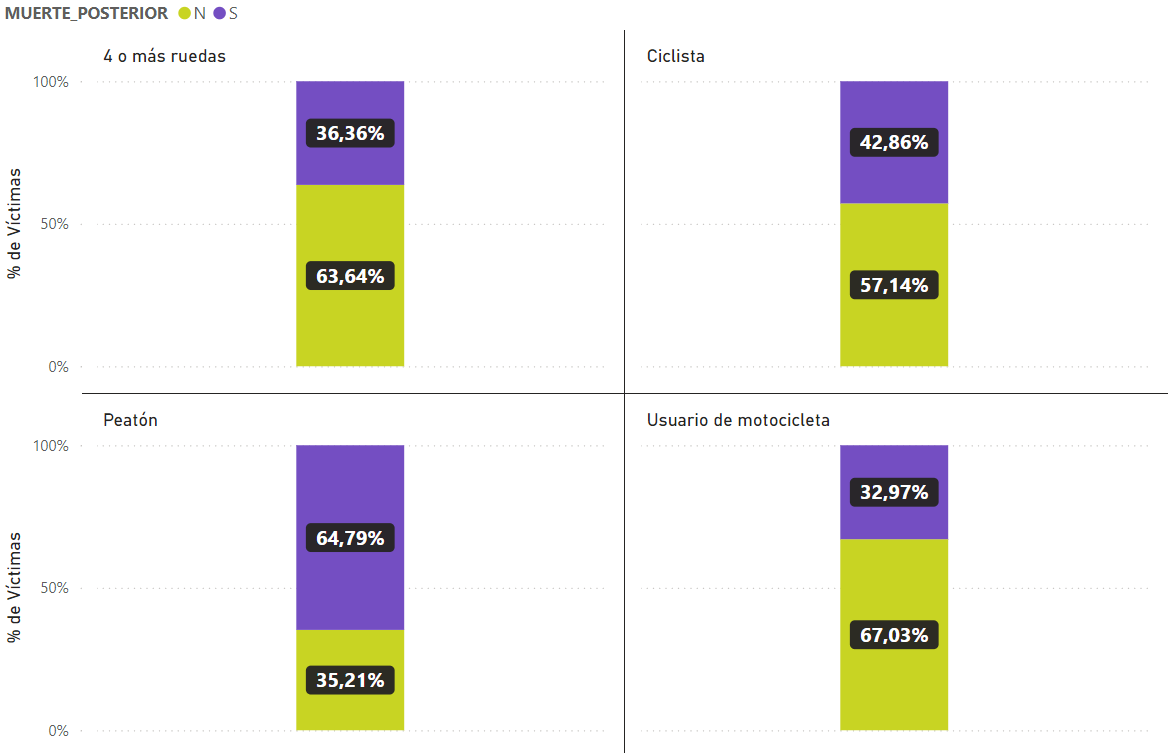 MUERTE_POSTERIOR N S
4 o más ruedas
100%
50%
0%
% de Víctimas
36,36%
63,64%
Ciclista
42,86%
57,14%
Peatón
100%
50%
0%
% de Víctimas
64,79%
35,21%
Usuario de motocicleta
32,97%
67,03%